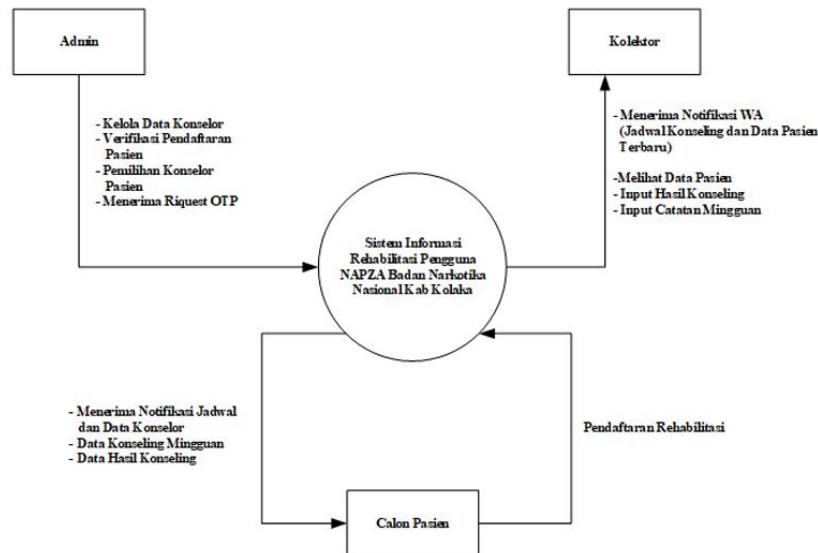 Admin
Kolektor
- Kelola Data Konselor
- Verifikasi Pendaftaran
Pasien
- Pemilihan Konselor
Pasien
- Menerima Riquest OTP
- Menerima Notifikasi WA
(Jadwal Konseling dan Data Pasien
Terbaru)
-Melihat Data Pasien
- Input Hasil Konseling
- Input Catatan Mingguan
Sistem Informasi
Rehabilitasi Pengguna
NAPZA Badan Narkotika
Nasional Kab Kolaka
- Menerima Notifikasi Jadwal
dan Data Konselor
- Data Konseling Mingguan
- Data Hasil Konseling
Pendaftaran Rehabilitasi
Calon Pasien